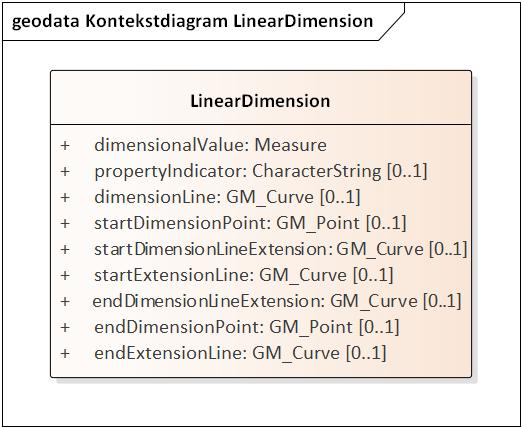 geodata Kontekstdiagram LinearDimension
LinearDimension
+ dimensionalValue: Measure
+ propertyIndicator: CharacterString [0..1]
+ dimensionLine: GM_Curve [0..1]
+ startDimensionPoint: GM_Point [0..1]
+ startDimensionLineExtension: GM_Curve [0..1]
+ startExtensionLine: GM_Curve [0..1]
+ endDimensionLineExtension: GM_Curve [0..1]
+ endDimensionPoint: GM_Point [0..1]
+ endExtensionLine: GM_Curve [0..1]